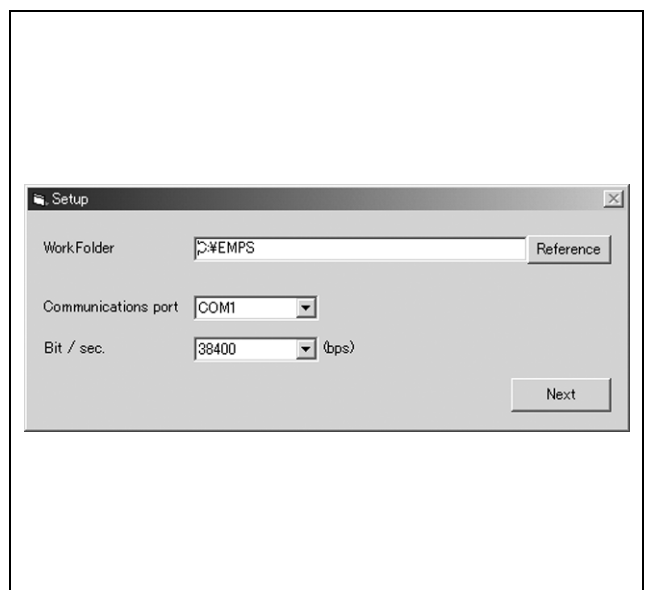 Setup
WorkFolder C:¥EMPS Reference
Communications port COM1
Bit / sec. 38400 (bps)
Next